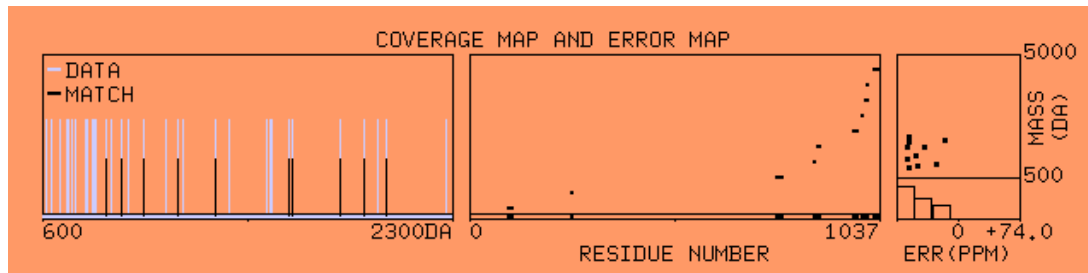 COVERAGE MAP AND ERROR MAP
DATA
MATCH
5000
MASS (DA)
500
600 2300DA
0 1037
RESIDUE NUMBER
0 +74.0
ERR(PPM)